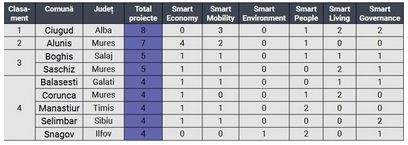 Clasa-ment Comună Județ Total proiecte Smart Economy Smart Mobility Smart Environment Smart People Smart Living Smart Governance
1 Ciugud Alba 8 0 3 0 1 2 2
2 Alunis Mures 7 4 2 0 1 0 0
3 Boghis Salaj 5 1 1 0 1 1 1
Saschiz Mures 5 1 1 0 0 2 1
4 Balasesti Galati 4 1 1 0 0 1 1
Corunca Mures 4 1 1 0
Manastiur Timis 4 1 1 0 2 0 0
Selimbar Sibiu 4 1 1 0 0 0 2
Snagov Ilfov 4 0 0 1 2 0 1